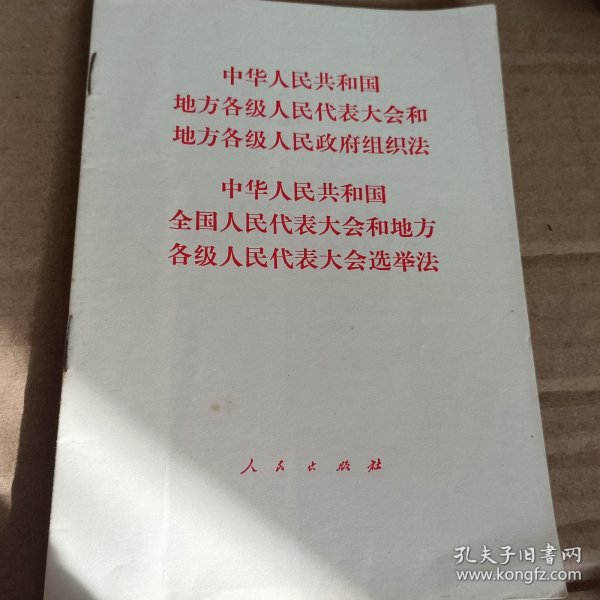 中华人民共和国
地方各级人民代表大会和
地方各级人民政府组织法
中华人民共和国
全国人民代表大会和地方
各级人民代表大会选举法
人民出版社
孔夫子旧书网
www.kongfz.com